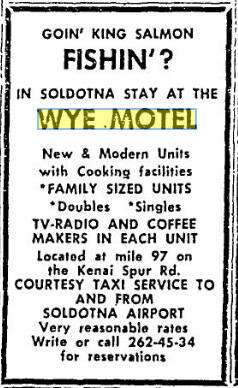 GOIN' KING SALMON
FISHIN'?
IN SOLDOTNA STAY AT THE
WYE MOTEL
New & Modern Units
with Cooking facilities
*FAMILY SIZED UNITS
*Doubles *Singles
TV-RADIO AND COFFEE
MAKERS IN EACH UNIT
Located at mile 97 on
the Kenai Spur Rd.
COURTESY TAXI SERVICE TO
AND FROM
SOLDOTNA AIRPORT
Very reasonable rates
Write or call 262-45-34
for reservations